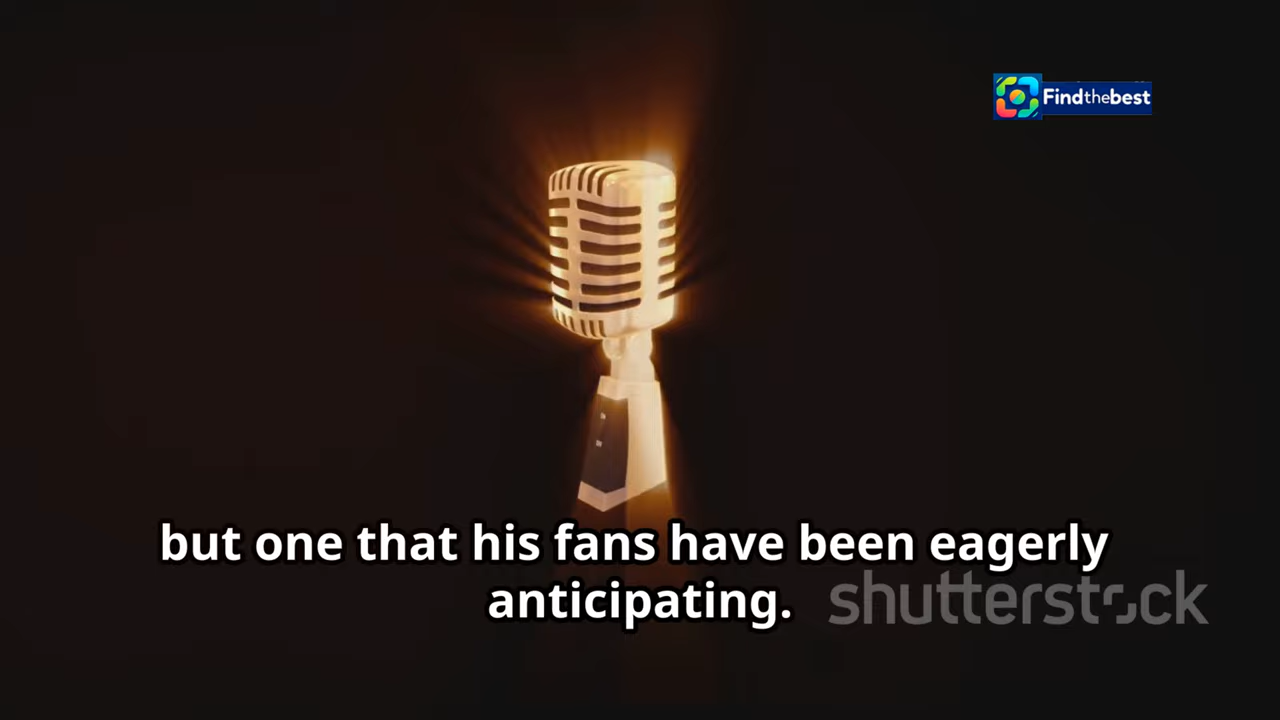 Findthebest
but one that his fans have been eagerly
anticipating.
shutterstock